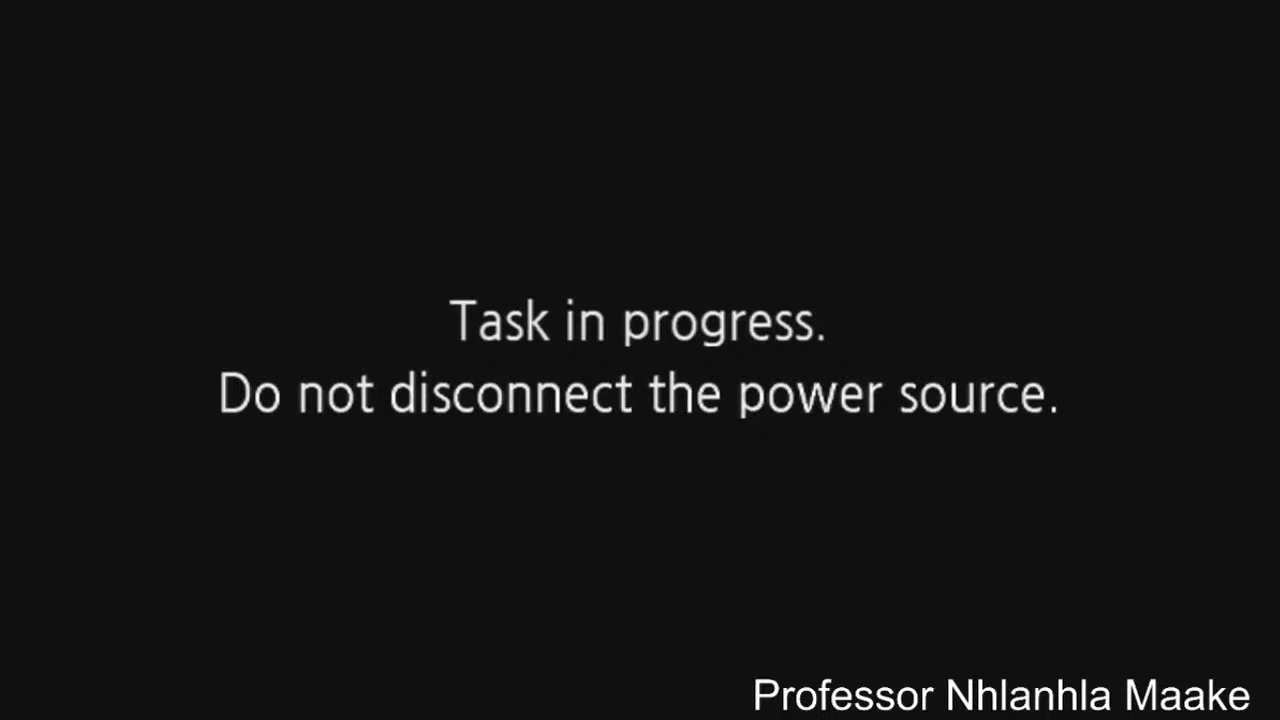 Task in progress.
Do not disconnect the power source.
Professor Nhlanhla Maake